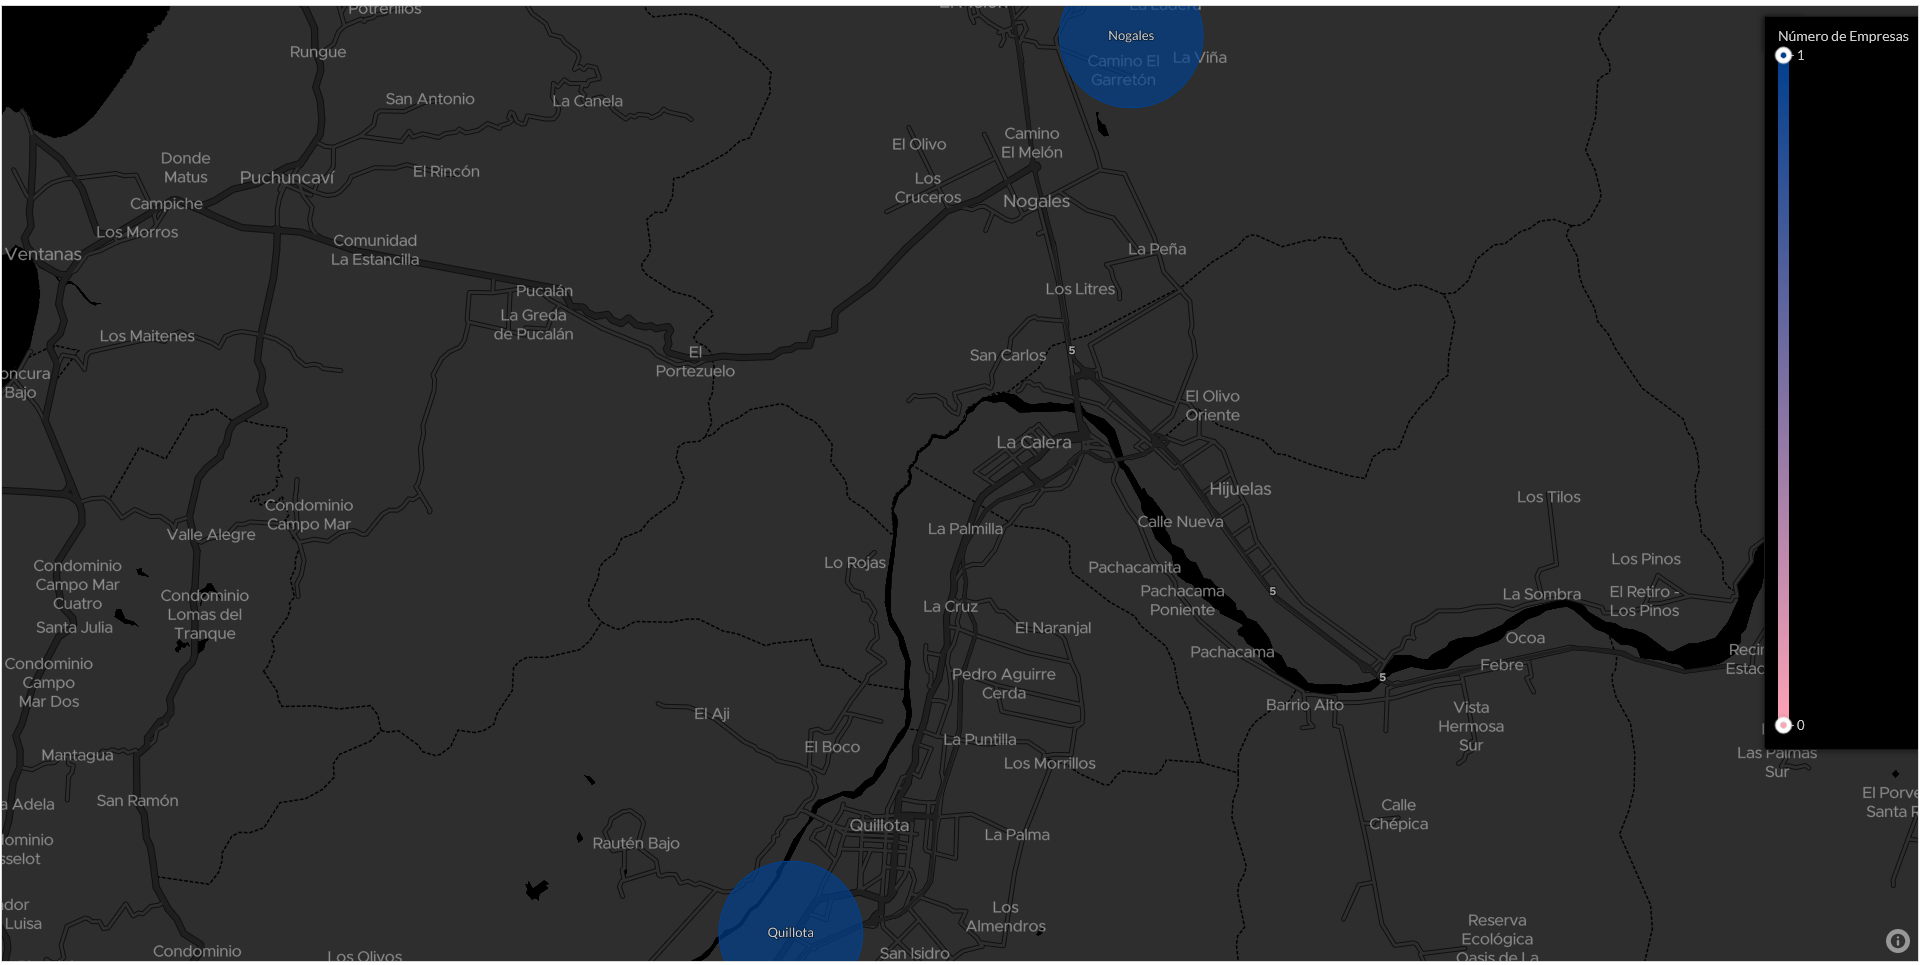 Potrerillos
Nogales
Número de Empresas
1
Rungue
La Viña
Camino El
Garretón
San Antonio
La Canela
Camino
El Melón
El Olivo
Donde
Matus
El Rincón
Puchuncaví
Los
Cruceros
Campiche
Nogales
Los Morros
Comunidad
La Estancilla
La Peña
Ventanas
Pucalán
Los Litres
La Greda
de Pucalán
Los Maitenes
5
San Carlos
El
Portezuelo
oncura
Bajo
El Olivo
Oriente
La Calera
Hijuelas
Los Tilos
Condominio
Campo Mar
Calle Nueva
La Palmilla
Valle Alegre
Los Pinos
Lo Rojas
Condominio
Campo Mar
Cuatro
Pachacamita
Pachacama
Poniente
5
La Sombra
El Retiro -
Los Pinos
Condominio
Lomas del
Tranque
La Cruz
Santa Julia
El Naranjal
Ocoa
Pachacama
Recin
Estac
Condominio
Campo
Mar Dos
Febre
Pedro Aguirre
Cerda
5
Barrio Alto
El Aji
Vista
Hermosa
Sur
0
La Puntilla
El Boco
Mantagua
Los Morrillos
Las Palmas
Sur
San Ramón
a Adela
El Porve
Santa R
Calle
Chépica
Quillota
La Palma
ominio
sselot
Rautén Bajo
dor
Luisa
Los
Almendros
Quillota
Reserva
Ecológica
Oasis de La
Condominio
San Isidro
Los Olivos